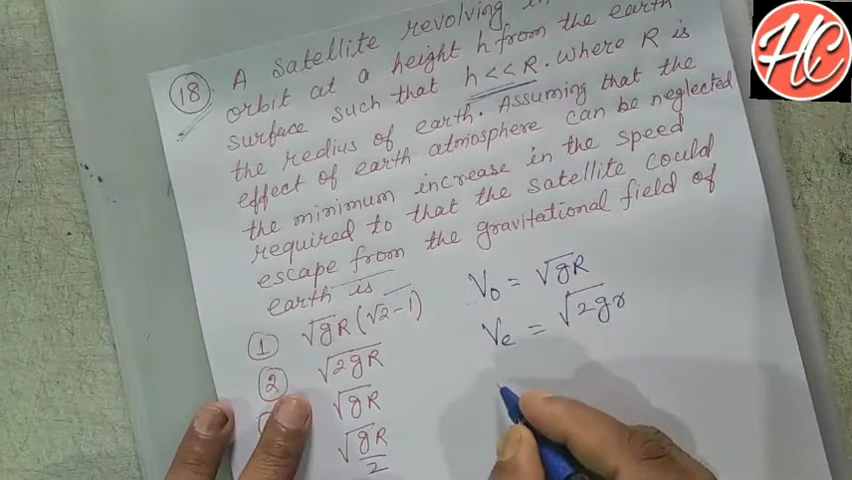 18 A satellite revolving in
orbit at a height h from the earth
surface such that h << R. where R is
the redius of earth. Assuming that the
effect of earth atmosphere can be neglected
the minimum increase in the speed
required to that the satellite could
escape from the gravitational field of
earth is
1 √gR (√2-1)
2 √2gR
√gR
√gR/2
V₀ = √gR
Vₑ = √2gr
HC